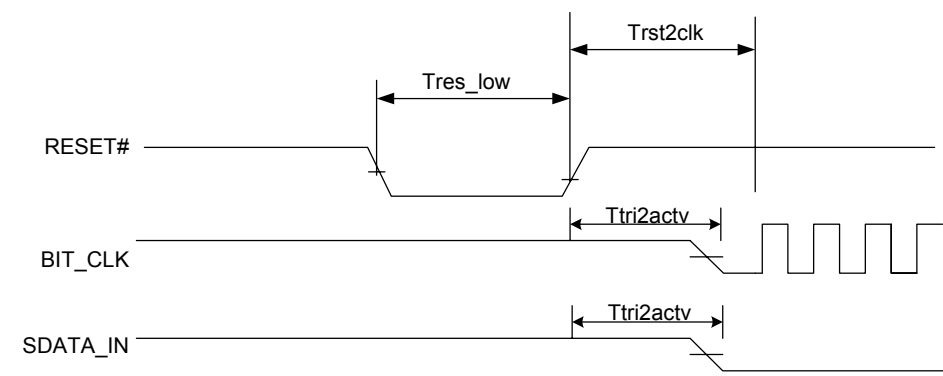 Trst2clk
Tres_low
RESET#
Ttri2actv
BIT_CLK
Ttri2actv
SDATA_IN